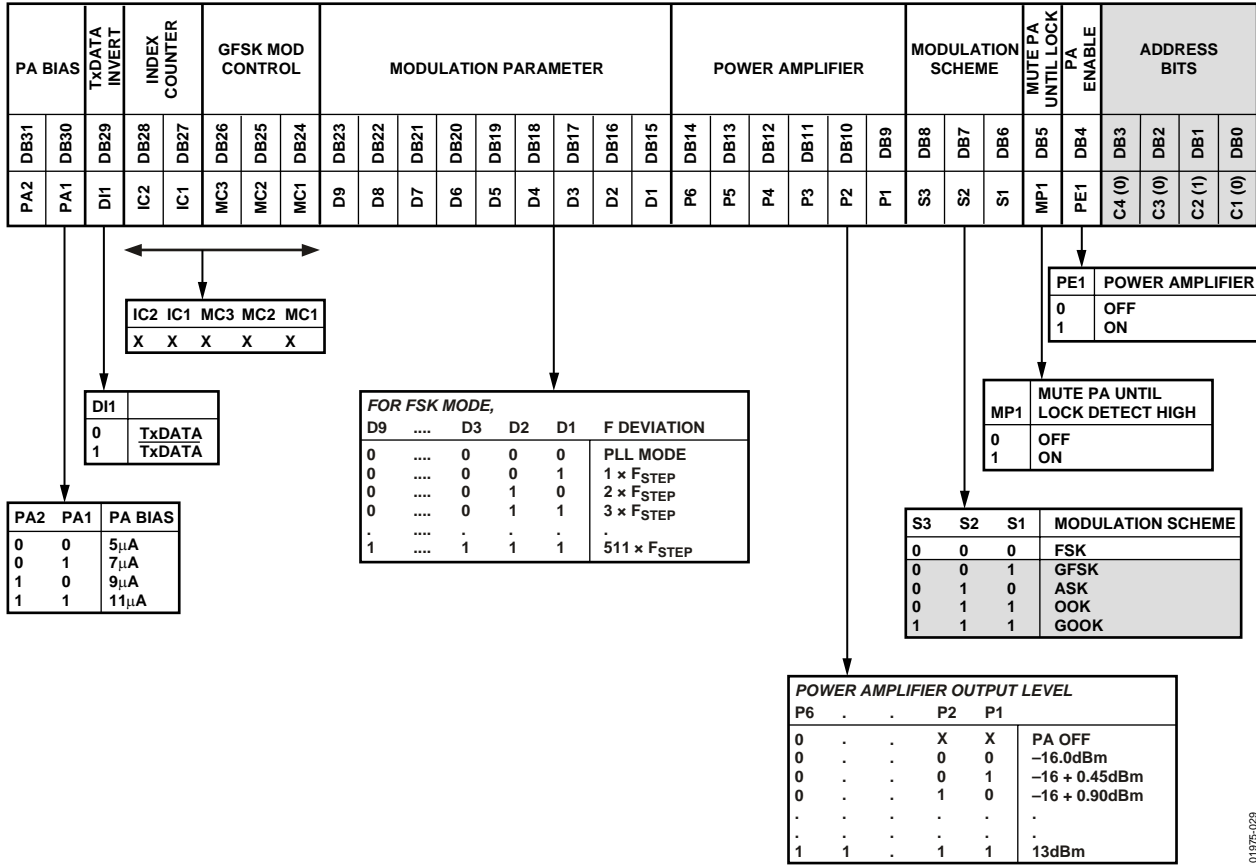 PA BIAS TxDATA INVERT INDEX COUNTER GFSK MOD CONTROL MODULATION PARAMETER POWER AMPLIFIER MODULATION SCHEME MUTE PA UNTIL LOCK PA ENABLE ADDRESS BITS
DB31 DB30 DB29 DB28 DB27 DB26 DB25 DB24 DB23 DB22 DB21 DB20 DB19 DB18 DB17 DB16 DB15 DB14 DB13 DB12 DB11 DB10 DB9 DB8 DB7 DB6 DB5 DB4 DB3 DB2 DB1 DB0
PA2 PA1 DI1 IC2 IC1 MC3 MC2 MC1 D9 D8 D7 D6 D5 D4 D3 D2 D1 P6 P5 P4 P3 P2 P1 S3 S2 S1 MP1 PE1 C4 (0) C3 (0) C2 (1) C1 (0)
PE1 POWER AMPLIFIER
0 OFF
1 ON
IC2 IC1 MC3 MC2 MC1
X X X X X
MP1 MUTE PA UNTIL LOCK DETECT HIGH
0 OFF
1 ON
DI1
0 TxDATA
1 TxDATA
FOR FSK MODE,
D9 .... D3 D2 D1 F DEVIATION
0 .... 0 0 0 PLL MODE
0 .... 0 0 1 1 × FSTEP
0 .... 0 1 0 2 × FSTEP
0 .... 0 1 1 3 × FSTEP
. .... . . . .
1 .... 1 1 1 511 × FSTEP
PA2 PA1 PA BIAS
0 0 5μA
0 1 7μA
1 0 9μA
1 1 11μA
S3 S2 S1 MODULATION SCHEME
0 0 0 FSK
0 0 1 GFSK
0 1 0 ASK
0 1 1 OOK
1 1 1 GOOK
POWER AMPLIFIER OUTPUT LEVEL
P6 . . P2 P1
0 . . X X PA OFF
0 . . 0 0 –16.0dBm
0 . . 0 1 –16 + 0.45dBm
0 . . 1 0 –16 + 0.90dBm
. . . . . .
. . . . . .
1 1 . 1 1 13dBm
01975-029